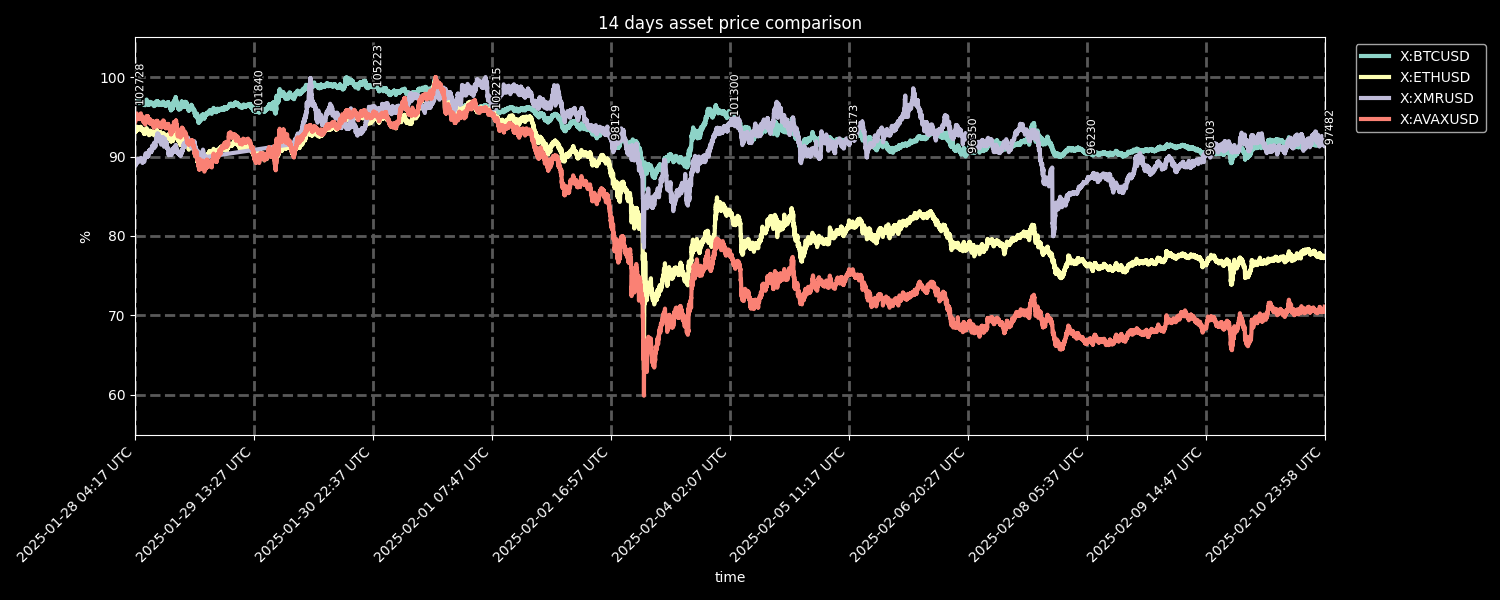 14 days asset price comparison
X:BTCUSD
X:ETHUSD
X:XMRUSD
X:AVAXUSD
100
90
80
70
60
%
102728
101840
105223
102215
98129
101300
98173
96350
96230
96103
97482
2025-01-28 04:17 UTC
2025-01-29 13:27 UTC
2025-01-30 22:37 UTC
2025-02-01 07:47 UTC
2025-02-02 16:57 UTC
2025-02-04 02:07 UTC
2025-02-05 11:17 UTC
2025-02-06 20:27 UTC
2025-02-08 05:37 UTC
2025-02-09 14:47 UTC
2025-02-10 23:58 UTC
time